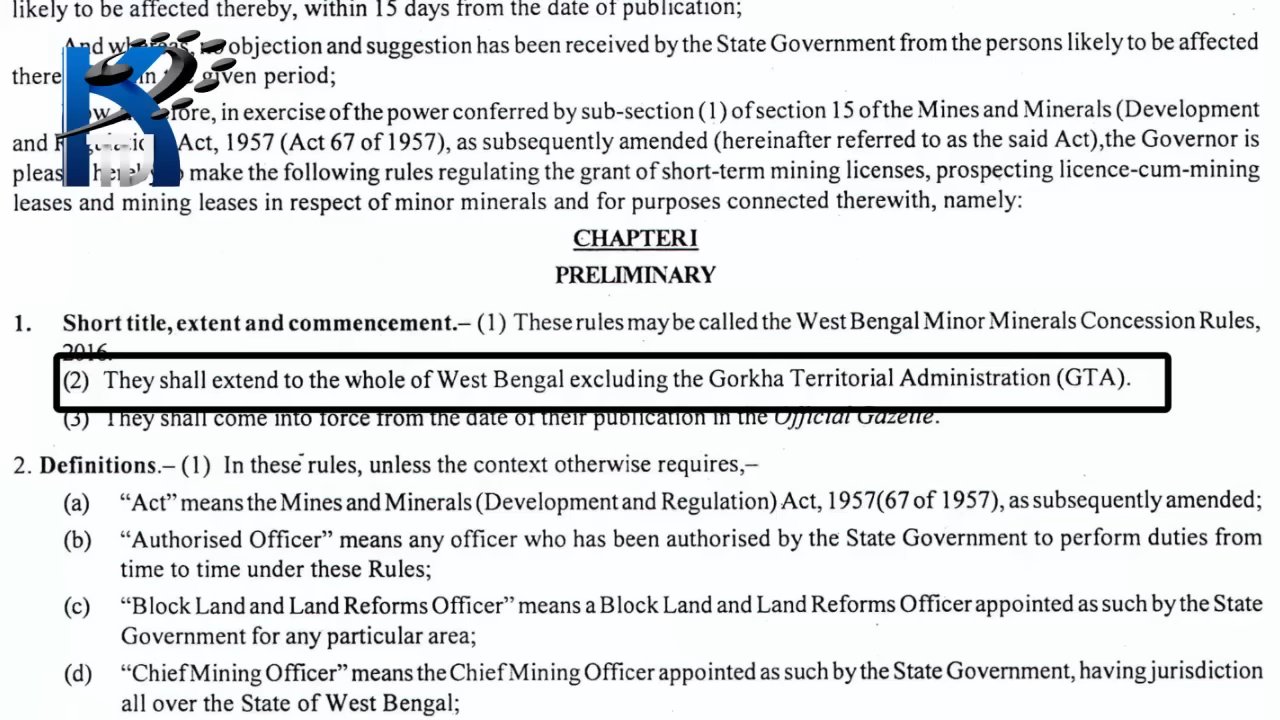 likely to be affected thereby, within 15 days from the date of publication;
And whereas, no objection and suggestion has been received by the State Government from the persons likely to be affected
there in given period;
fore, in exercise of the power conferred by sub-section (1) of section 15 of the Mines and Minerals (Development
and Act, 1957 (Act 67 of 1957), as subsequently amended (hereinafter referred to as the said Act),the Governor is
pleas make the following rules regulating the grant of short-term mining licenses, prospecting licence-cum-mining
leases and mining leases in respect of minor minerals and for purposes connected therewith, namely:
CHAPTER I
PRELIMINARY
1. Short title, extent and commencement.– (1) These rules may be called the West Bengal Minor Minerals Concession Rules,
2016.
(2) They shall extend to the whole of West Bengal excluding the Gorkha Territorial Administration (GTA).
(3) They shall come into force from the date of their publication in the Official Gazette.
2. Definitions.– (1) In these rules, unless the context otherwise requires,–
(a) “Act” means the Mines and Minerals (Development and Regulation) Act, 1957(67 of 1957), as subsequently amended;
(b) “Authorised Officer” means any officer who has been authorised by the State Government to perform duties from
time to time under these Rules;
(c) “Block Land and Land Reforms Officer” means a Block Land and Land Reforms Officer appointed as such by the State
Government for any particular area;
(d) “Chief Mining Officer” means the Chief Mining Officer appointed as such by the State Government, having jurisdiction
all over the State of West Bengal;